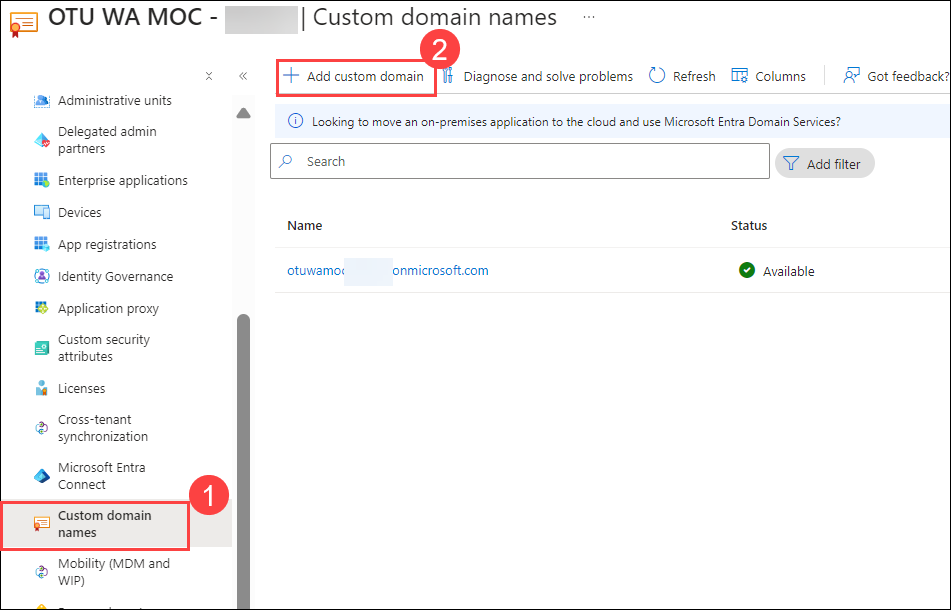 OTU WA MOC - | Custom domain names ...
2
Add custom domain Diagnose and solve problems Refresh Columns Got feedback?
Looking to move an on-premises application to the cloud and use Microsoft Entra Domain Services?
Search
Add filter
Name Status
otuwamoc onmicrosoft.com Available
Administrative units
Delegated admin
partners
Enterprise applications
Devices
App registrations
Identity Governance
Application proxy
Custom security
attributes
Licenses
Cross-tenant
synchronization
Microsoft Entra
Connect
1
Custom domain
names
Mobility (MDM and
WIP)